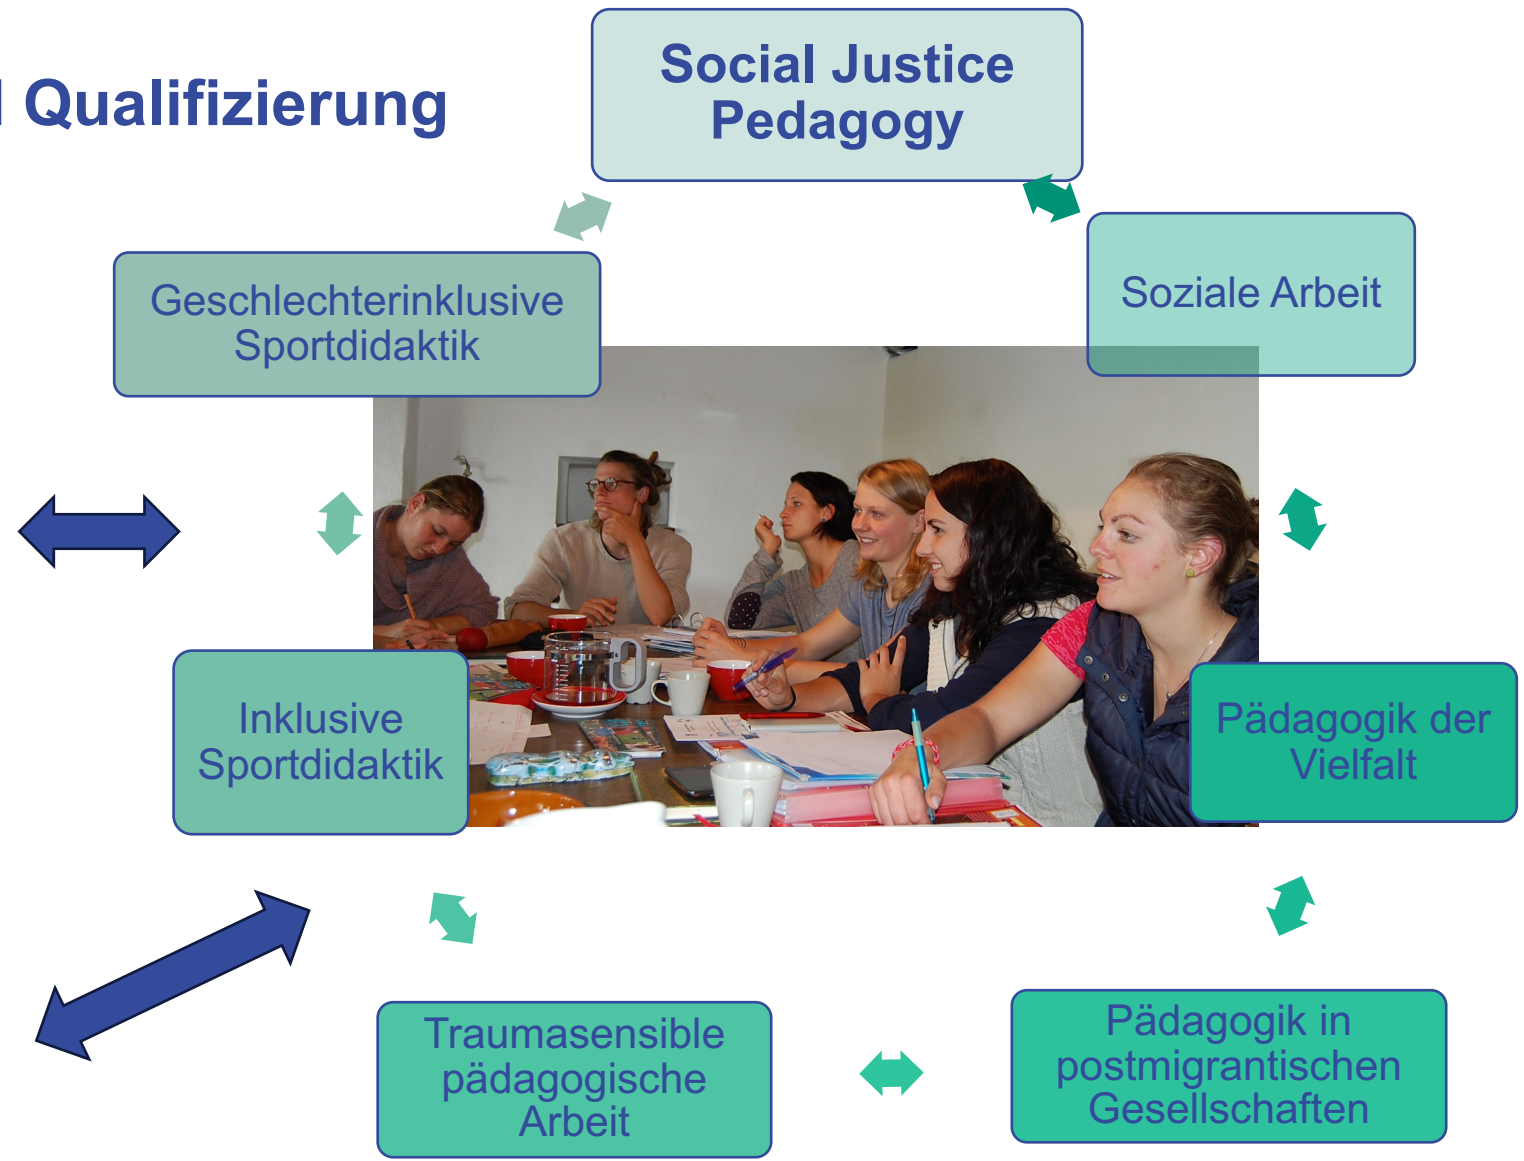 Social Justice
Pedagogy
Qualifizierung
Geschlechterinklusive
Sportdidaktik
Soziale Arbeit
Inklusive
Sportdidaktik
Pädagogik der
Vielfalt
Traumasensible
pädagogische
Arbeit
Pädagogik in
postmigrantischen
Gesellschaften